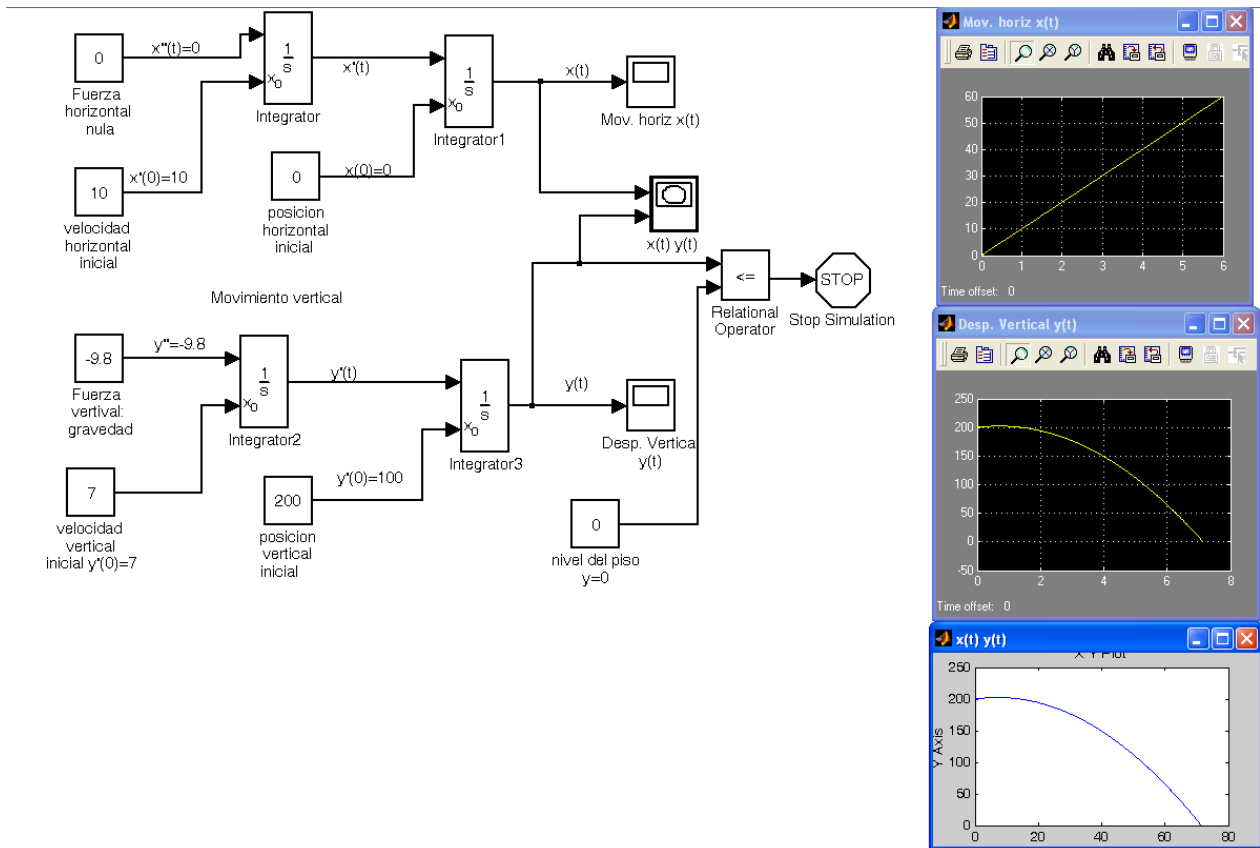 0
x''(t)=0
Fuerza
horizontal
nula
1
s
x0
Integrator
x'(t)
1
s
x0
Integrator1
x(t)
Mov. horiz x(t)
10
x'(0)=10
velocidad
horizontal
inicial
0
x(0)=0
posicion
horizontal
inicial
x(t) y(t)
<=
Relational
Operator
STOP
Stop Simulation
Movimiento vertical
-9.8
y''=-9.8
Fuerza
vertival:
gravedad
1
s
x0
Integrator2
y'(t)
1
s
x0
Integrator3
y(t)
Desp. Vertical
y(t)
7
velocidad
vertical
inicial y'(0)=7
200
y'(0)=100
posicion
vertical
inicial
0
nivel del piso
y=0
Mov. horiz x(t)
60
50
40
30
20
10
0
0 1 2 3 4 5 6
Time offset: 0
Desp. Vertical y(t)
250
200
150
100
50
0
-50
0 2 4 6 8
Time offset: 0
x(t) y(t)
X Y Plot
250
200
150
100
50
0
Y Axis
0 20 40 60 80